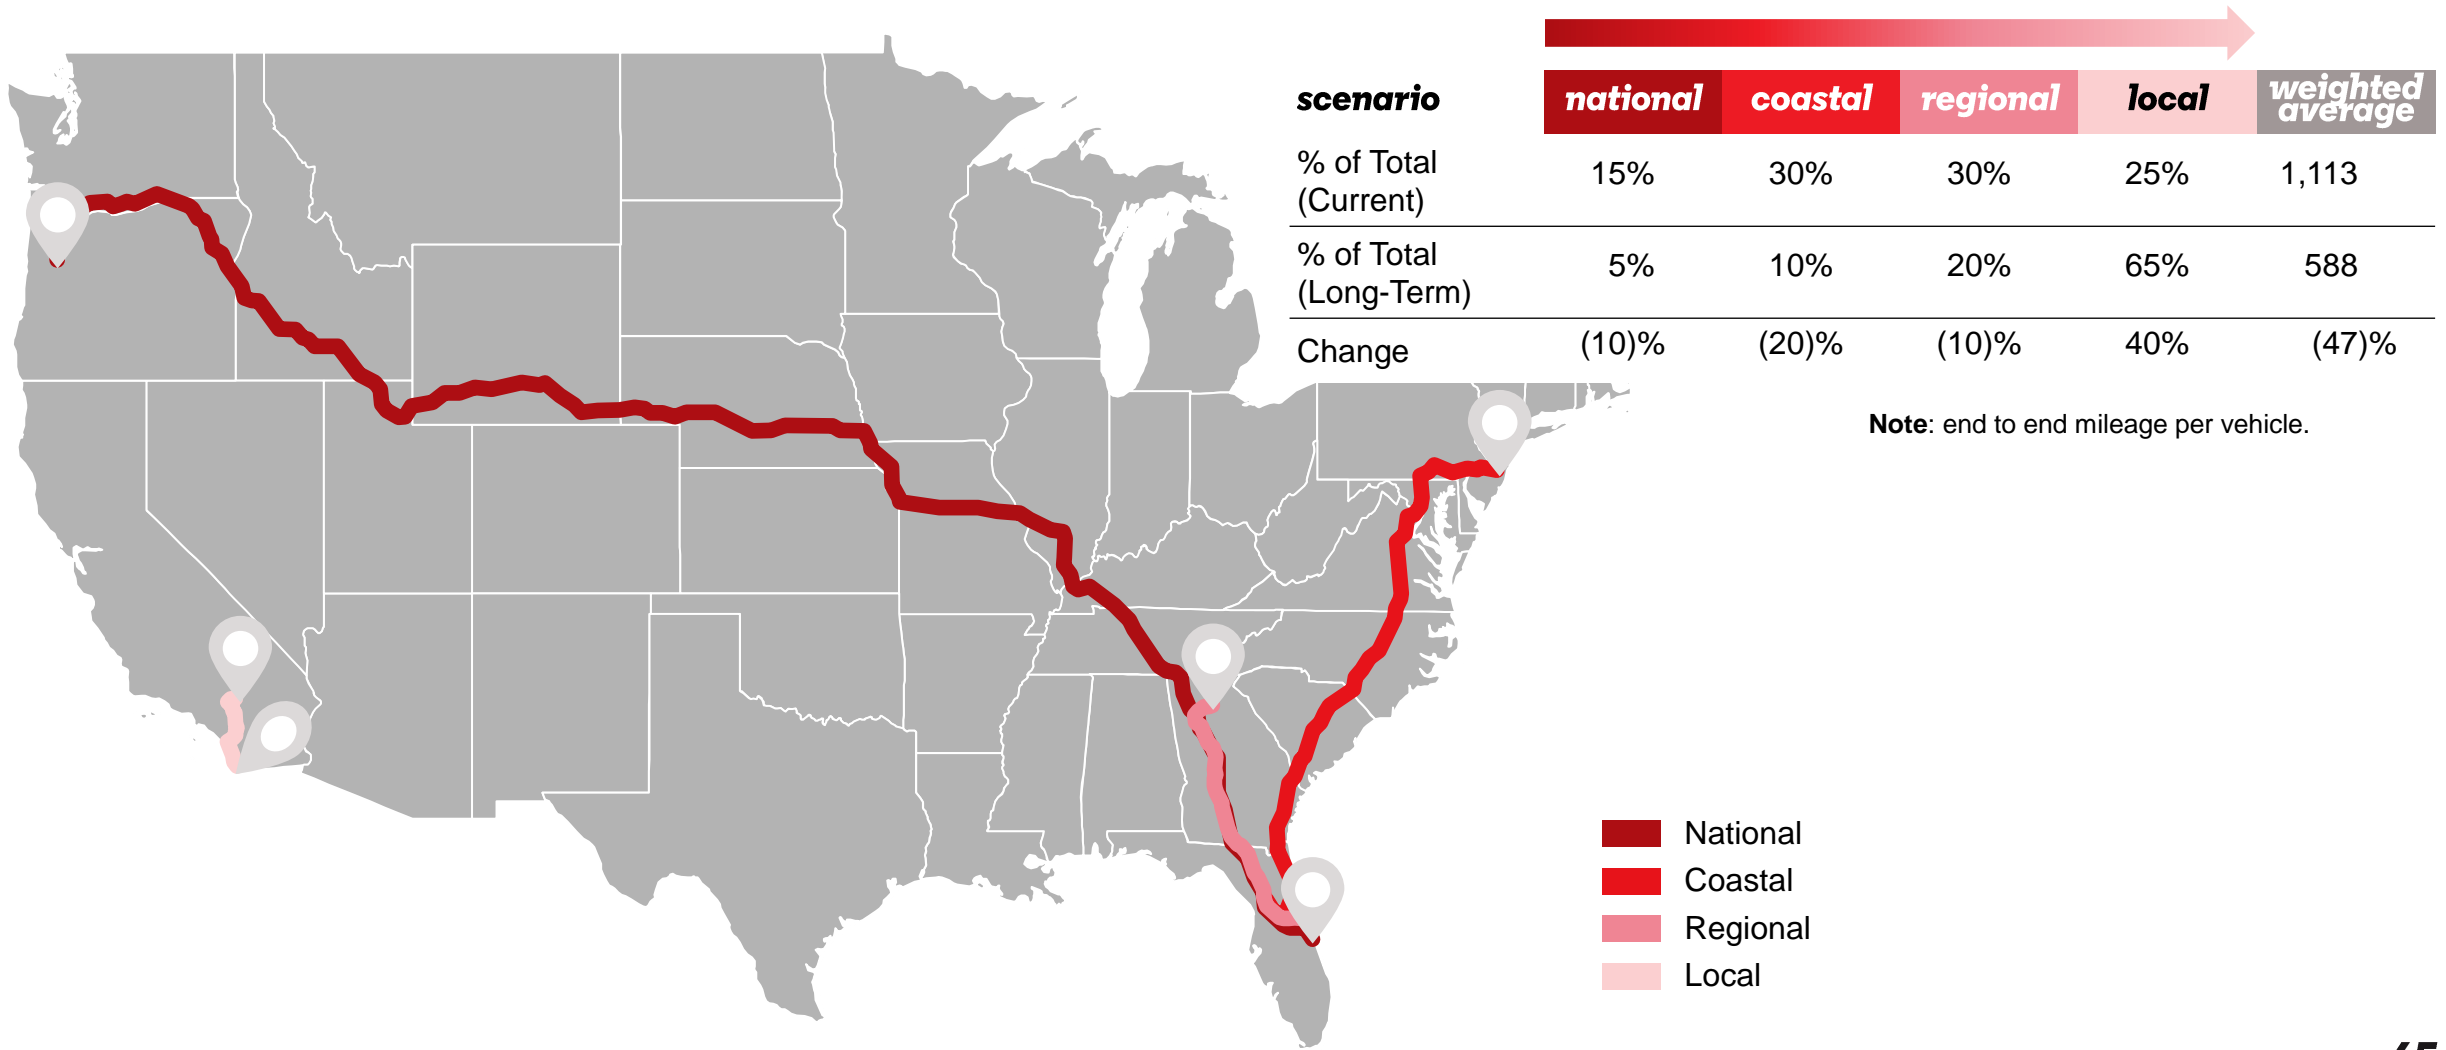 scenario national coastal regional local weighted average
% of Total (Current) 15% 30% 30% 25% 1,113
% of Total (Long-Term) 5% 10% 20% 65% 588
Change (10)% (20)% (10)% 40% (47)%
Note: end to end mileage per vehicle.
National
Coastal
Regional
Local